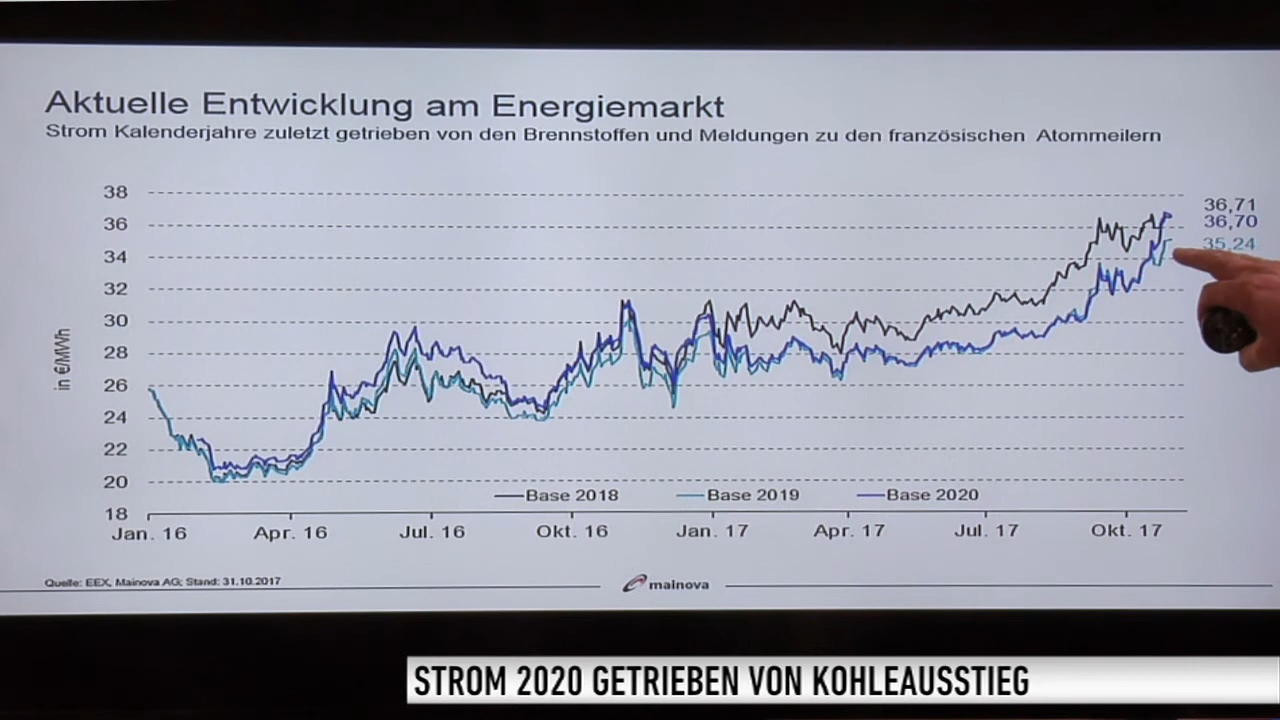 Aktuelle Entwicklung am Energiemarkt
Strom Kalenderjahre zuletzt getrieben von den Brennstoffen und Meldungen zu den französischen Atommeilern
in €/MWh
38
36
34
32
30
28
26
24
22
20
18
36,71
36,70
35,24
Base 2018 Base 2019 Base 2020
Jan. 16 Apr. 16 Jul. 16 Okt. 16 Jan. 17 Apr. 17 Jul. 17 Okt. 17
Quelle: EEX, Mainova AG; Stand: 31.10.2017
mainova
STROM 2020 GETRIEBEN VON KOHLEAUSSTIEG